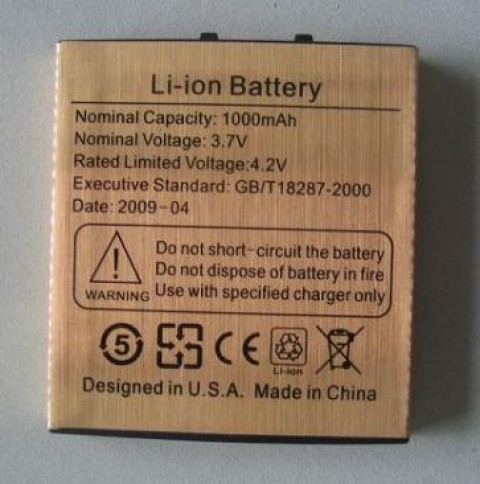 Li-ion Battery
Nominal Capacity: 1000mAh
Nominal Voltage: 3.7V
Rated Limited Voltage:4.2V
Executive Standard: GB/T18287-2000
Date: 2009-04
Do not short-circuit the battery
Do not dispose of battery in fire
WARNING Use with specified charger only
5 CE
Li-ion
Designed in U.S.A. Made in China